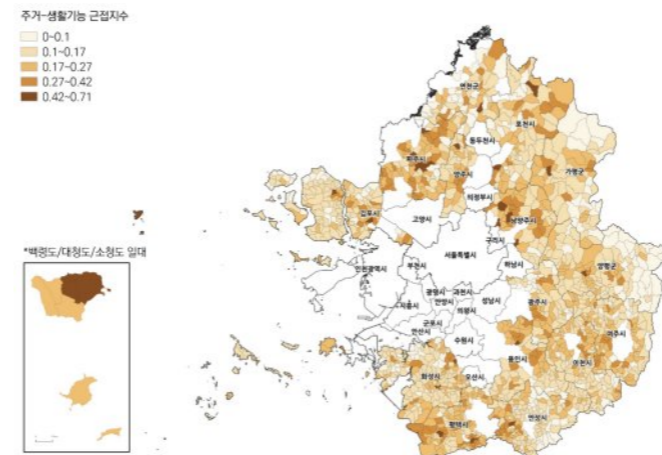 주거-생활기능 근접지수
0~0.1
0.1~0.17
0.17~0.27
0.27~0.42
0.42~0.71
연천군
포천시
동두천시
파주시
양주시
가평군
의정부시
김포시
고양시
남양주시
구리시
*백령도/대청도/소청도 일대
서울특별시
양평군
인천광역시
부천시
하남시
광명시
과천시
시흥시
안양시
성남시
광주시
의왕시
군포시
안산시
여주시
수원시
용인시
이천시
화성시
오산시
평택시
안성시